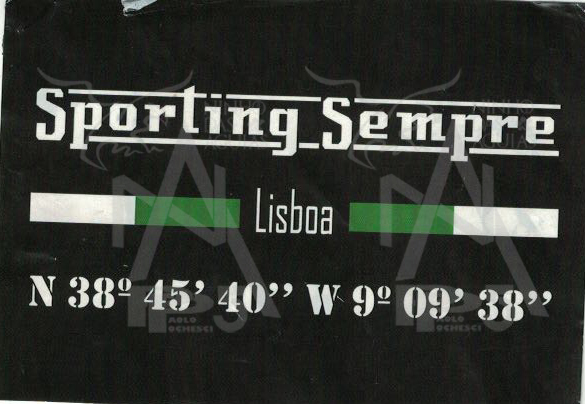 Sporting Sempre
Lisboa
N 38º 45’ 40” W 9º 09’ 38”